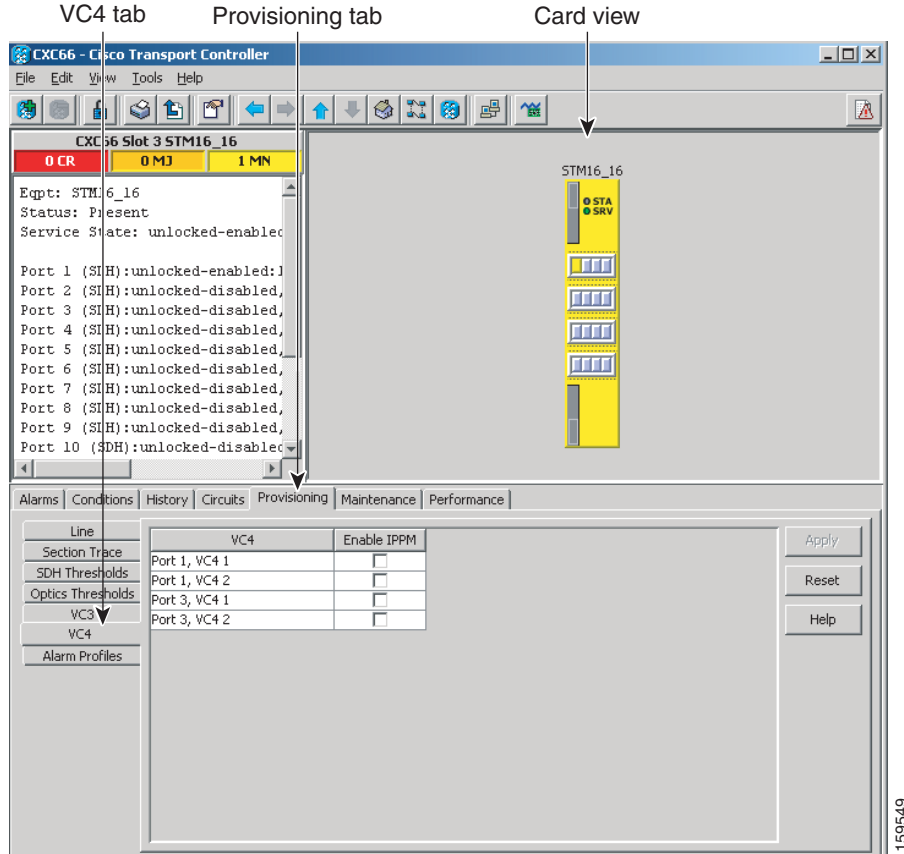 VC4 tab
Provisioning tab
Card view
CXC66 - Cisco Transport Controller
File Edit View Tools Help
CXC66 Slot 3 STM16_16
0 CR 0 MJ 1 MN
Eqpt: STM16_16
Status: Present
Service State: unlocked-enabled
Port 1 (SDH):unlocked-enabled:
Port 2 (SDH):unlocked-disabled,
Port 3 (SDH):unlocked-disabled,
Port 4 (SDH):unlocked-disabled,
Port 5 (SDH):unlocked-disabled,
Port 6 (SDH):unlocked-disabled,
Port 7 (SDH):unlocked-disabled,
Port 8 (SDH):unlocked-disabled,
Port 9 (SDH):unlocked-disabled,
Port 10 (SDH):unlocked-disabled
STM16_16
STA
SRV
Alarms Conditions History Circuits Provisioning Maintenance Performance
Line
Section Trace
SDH Thresholds
Optics Thresholds
VC3
VC4
Alarm Profiles
VC4 Enable IPPM
Port 1, VC4 1
Port 1, VC4 2
Port 3, VC4 1
Port 3, VC4 2
Apply
Reset
Help
159549